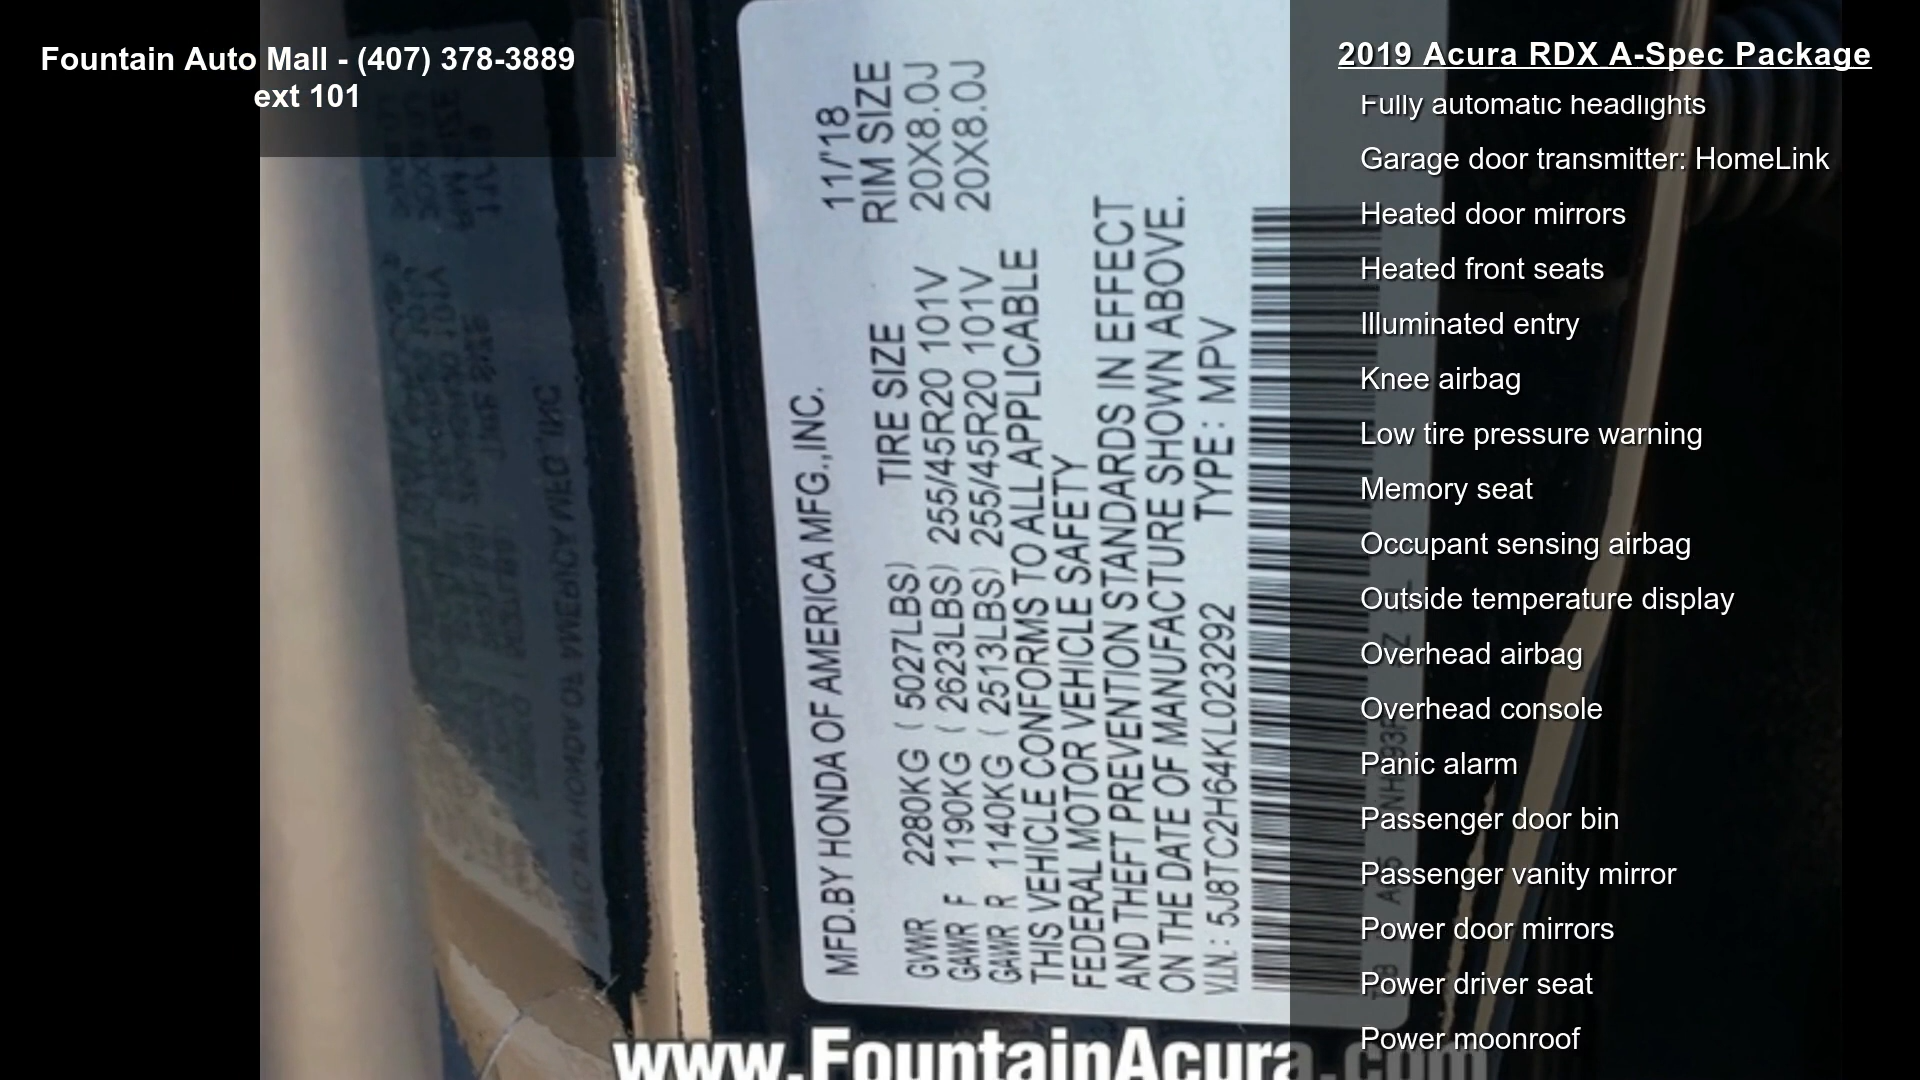 Fountain Auto Mall - (407) 378-3889
ext 101
2019 Acura RDX A-Spec Package
Fully automatic headlights
Garage door transmitter: HomeLink
Heated door mirrors
Heated front seats
Illuminated entry
Knee airbag
Low tire pressure warning
Memory seat
Occupant sensing airbag
Outside temperature display
Overhead airbag
Overhead console
Panic alarm
Passenger door bin
Passenger vanity mirror
Power door mirrors
Power driver seat
Power moonroof
MFD.BY HONDA OF AMERICA MFG.,INC. 11/'18
TIRE SIZE RIM SIZE
GVWR 2280KG ( 5027LBS)
GAWR F 1190KG ( 2623LBS) 255/45R20 101V 20X8.0J
GAWR R 1140KG ( 2513LBS) 255/45R20 101V 20X8.0J
THIS VEHICLE CONFORMS TO ALL APPLICABLE
FEDERAL MOTOR VEHICLE SAFETY
AND THEFT PREVENTION STANDARDS IN EFFECT
ON THE DATE OF MANUFACTURE SHOWN ABOVE.
V.I.N.: 5J8TC2H64KL023292 TYPE: MPV
www.FountainAcura.com